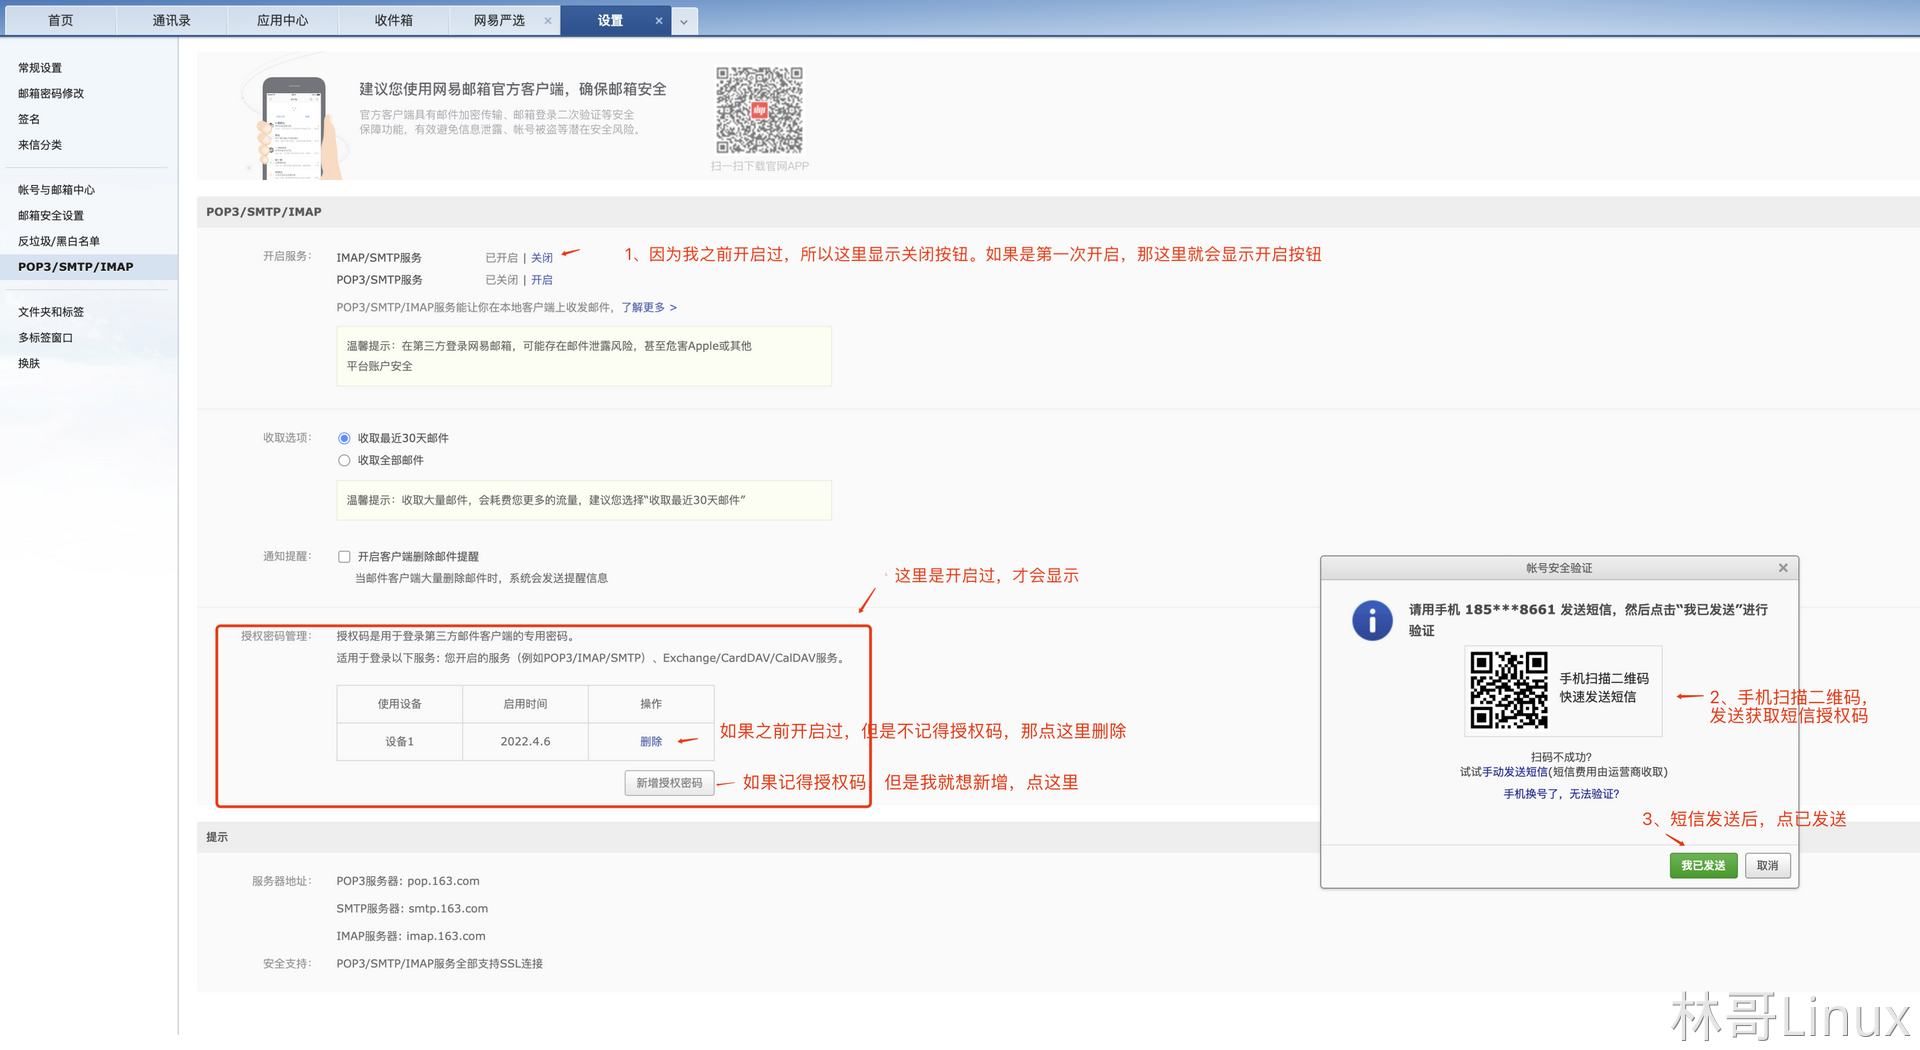 首页
通讯录
应用中心
收件箱
网易严选
设置
常规设置
邮箱密码修改
签名
来信分类
帐号与邮箱中心
邮箱安全设置
反垃圾/黑白名单
POP3/SMTP/IMAP
文件夹和标签
多标签窗口
换肤
建议您使用网易邮箱官方客户端，确保邮箱安全
官方客户端具有邮件加密传输、邮箱登录二次验证等安全
保障功能，有效避免信息泄露、帐号被盗等潜在安全风险。
扫一扫下载官网APP
POP3/SMTP/IMAP
开启服务：
IMAP/SMTP服务 已开启 | 关闭
1、因为我之前开启过，所以这里显示关闭按钮。如果是第一次开启，那这里就会显示开启按钮
POP3/SMTP服务 已关闭 | 开启
POP3/SMTP/IMAP服务能让你在本地客户端上收发邮件，了解更多 >
温馨提示：在第三方登录网易邮箱，可能存在邮件泄露风险，甚至危害Apple或其他
平台账户安全
收取选项：
收取最近30天邮件
收取全部邮件
温馨提示：收取大量邮件，会耗费您更多的流量，建议您选择“收取最近30天邮件”
通知提醒：
开启客户端删除邮件提醒
当邮件客户端大量删除邮件时，系统会发送提醒信息
这里是开启过，才会显示
授权密码管理：
授权码是用于登录第三方邮件客户端的专用密码。
适用于登录以下服务：您开启的服务（例如POP3/IMAP/SMTP）、Exchange/CardDAV/CalDAV服务。
使用设备 启用时间 操作
设备1 2022.4.6 删除
如果之前开启过，但是不记得授权码，那点这里删除
新增授权密码
如果记得授权码，但是我就想新增，点这里
提示
服务器地址：
POP3服务器：pop.163.com
SMTP服务器：smtp.163.com
IMAP服务器：imap.163.com
安全支持：
POP3/SMTP/IMAP服务全部支持SSL连接
帐号安全验证
请用手机 185***8661 发送短信，然后点击“我已发送”进行
验证
手机扫描二维码
快速发送短信
2、手机扫描二维码，
发送获取短信授权码
扫码不成功？
试试手动发送短信(短信费用由运营商收取)
手机换号了，无法验证？
3、短信发送后，点已发送
我已发送
取消
林哥Linux